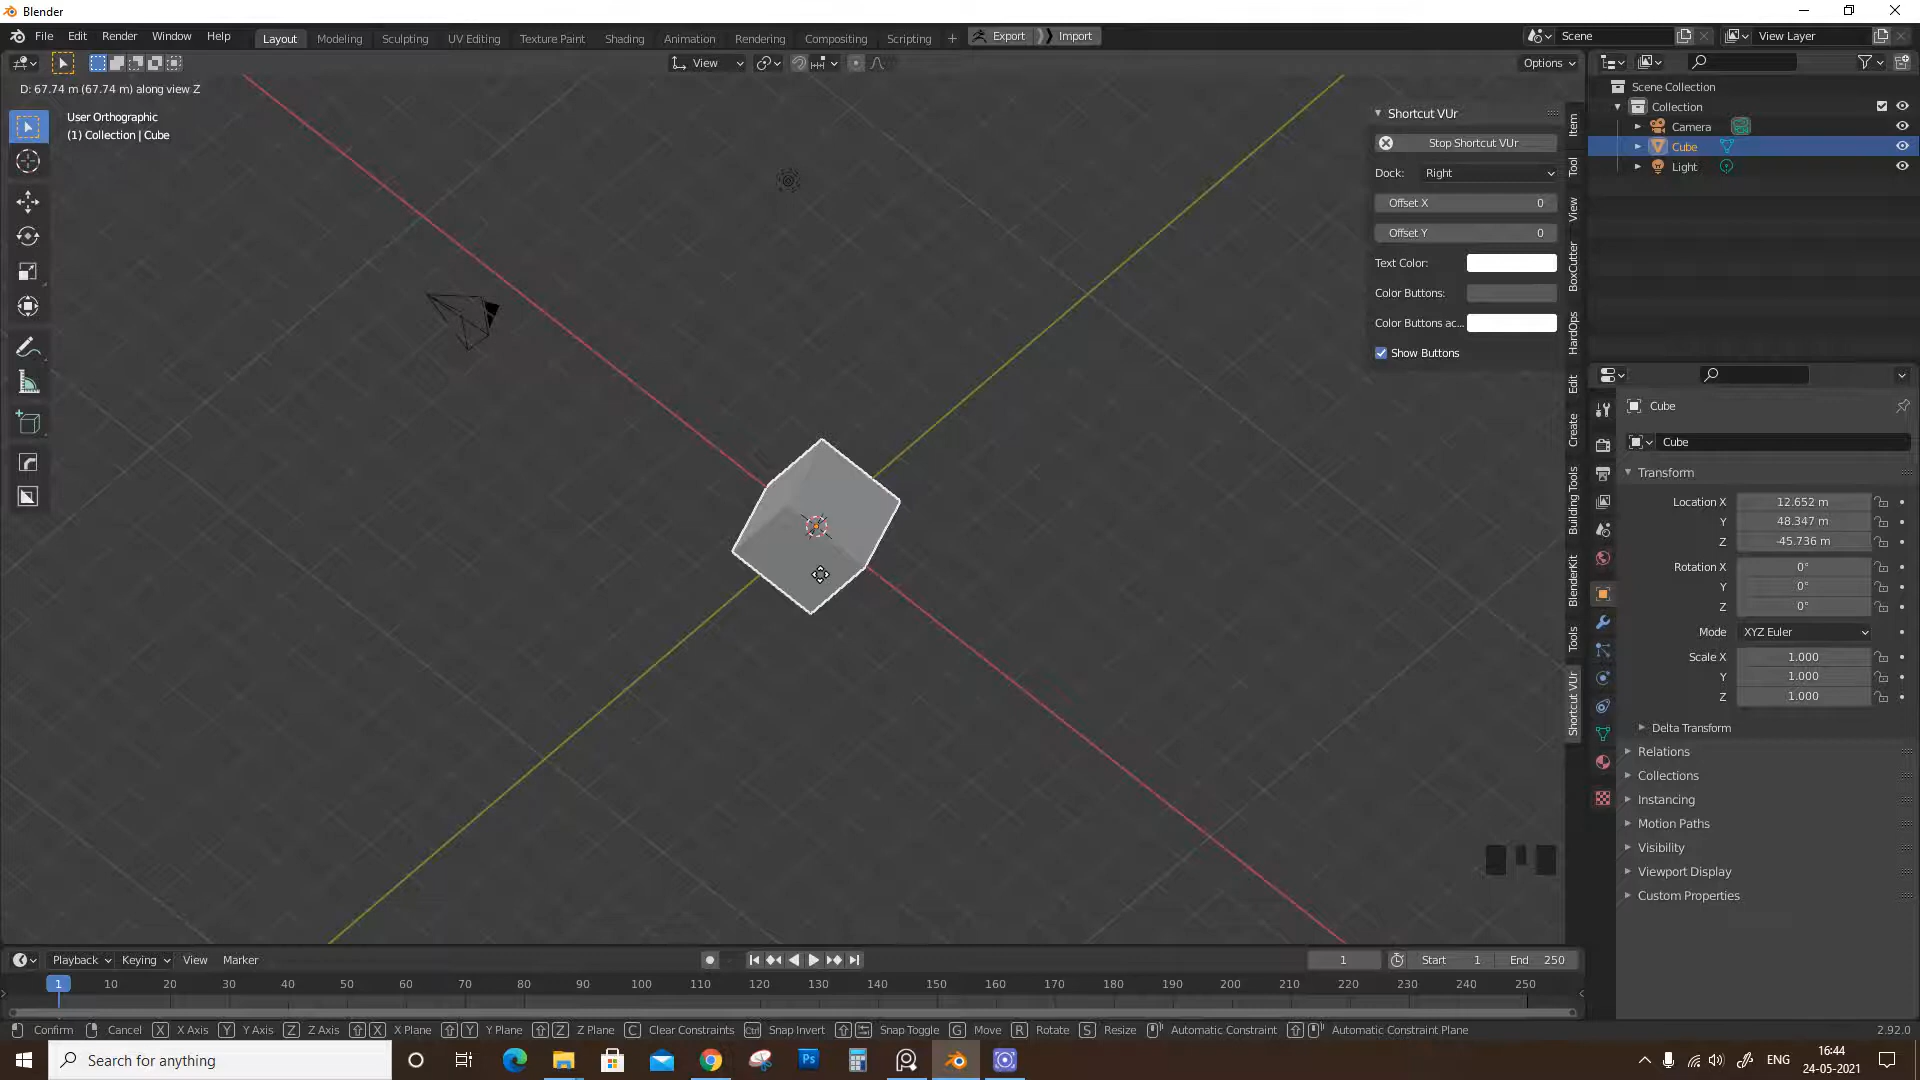 Blender
File Edit Render Window Help
Layout Modeling Sculpting UV Editing Texture Paint Shading Animation Rendering Compositing Scripting + Export Import
Scene
View Layer
View
Options
D: 67.74 m (67.74 m) along view Z
User Orthographic
(1) Collection | Cube
Shortcut VUr
Stop Shortcut VUr
Dock: Right
Offset X 0
Offset Y 0
Text Color:
Color Buttons:
Color Buttons ac...
Show Buttons
Item
Tool
View
BoxCutter
HardOps
Edit
Create
Building Tools
BlenderKit
Tools
Shortcut VUr
Scene Collection
Collection
Camera
Cube
Light
Cube
Cube
Transform
Location X 12.652 m
Y 48.347 m
Z -45.736 m
Rotation X 0°
Y 0°
Z 0°
Mode XYZ Euler
Scale X 1.000
Y 1.000
Z 1.000
Delta Transform
Relations
Collections
Instancing
Motion Paths
Visibility
Viewport Display
Custom Properties
Playback Keying View Marker
1 Start 1 End 250
1 10 20 30 40 50 60 70 80 90 100 110 120 130 140 150 160 170 180 190 200 210 220 230 240 250
Confirm Cancel X X Axis Y Y Axis Z Z Axis X X Plane Y Y Plane Z Z Plane C Clear Constraints Ctrl Snap Invert Snap Toggle G Move R Rotate S Resize Automatic Constraint Automatic Constraint Plane 2.92.0
Search for anything
Ps
ENG
16:44
24-05-2021